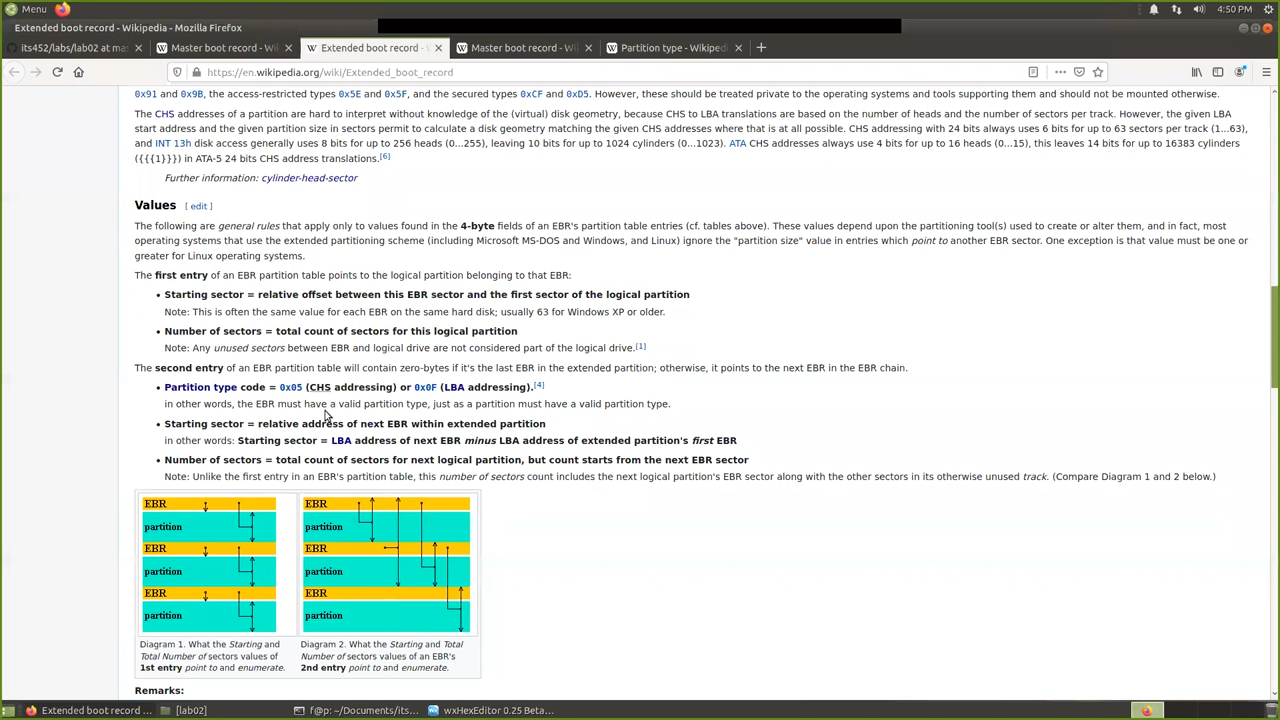 Menu
4:50 PM
Extended boot record - Wikipedia - Mozilla Firefox
its452/labs/lab02 at mas
Master boot record - Wi
Extended boot record -
Master boot record - Wi
Partition type - Wikiped
https://en.wikipedia.org/wiki/Extended_boot_record
0x91 and 0x9B, the access-restricted types 0x5E and 0x5F, and the secured types 0xCF and 0xD5. However, these should be treated private to the operating systems and tools supporting them and should not be mounted otherwise.
The CHS addresses of a partition are hard to interpret without knowledge of the (virtual) disk geometry, because CHS to LBA translations are based on the number of heads and the number of sectors per track. However, the given LBA
start address and the given partition size in sectors permit to calculate a disk geometry matching the given CHS addresses where that is at all possible. CHS addressing with 24 bits always uses 6 bits for up to 63 sectors per track (1...63),
and INT 13h disk access generally uses 8 bits for up to 256 heads (0...255), leaving 10 bits for up to 1024 cylinders (0...1023). ATA CHS addresses always use 4 bits for up to 16 heads (0...15), this leaves 14 bits for up to 16383 cylinders
({{{1}}}) in ATA-5 24 bits CHS address translations.[6]
Further information: cylinder-head-sector
Values [ edit ]
The following are general rules that apply only to values found in the 4-byte fields of an EBR's partition table entries (cf. tables above). These values depend upon the partitioning tool(s) used to create or alter them, and in fact, most
operating systems that use the extended partitioning scheme (including Microsoft MS-DOS and Windows, and Linux) ignore the "partition size" value in entries which point to another EBR sector. One exception is that value must be one or
greater for Linux operating systems.
The first entry of an EBR partition table points to the logical partition belonging to that EBR:
• Starting sector = relative offset between this EBR sector and the first sector of the logical partition
Note: This is often the same value for each EBR on the same hard disk; usually 63 for Windows XP or older.
• Number of sectors = total count of sectors for this logical partition
Note: Any unused sectors between EBR and logical drive are not considered part of the logical drive.[1]
The second entry of an EBR partition table will contain zero-bytes if it's the last EBR in the extended partition; otherwise, it points to the next EBR in the EBR chain.
• Partition type code = 0x05 (CHS addressing) or 0x0F (LBA addressing).[4]
in other words, the EBR must have a valid partition type, just as a partition must have a valid partition type.
• Starting sector = relative address of next EBR within extended partition
in other words: Starting sector = LBA address of next EBR minus LBA address of extended partition's first EBR
• Number of sectors = total count of sectors for next logical partition, but count starts from the next EBR sector
Note: Unlike the first entry in an EBR's partition table, this number of sectors count includes the next logical partition's EBR sector along with the other sectors in its otherwise unused track. (Compare Diagram 1 and 2 below.)
EBR
partition
EBR
partition
EBR
partition
EBR
partition
EBR
partition
EBR
partition
Diagram 1. What the Starting and
Total Number of sectors values of
1st entry point to and enumerate.
Diagram 2. What the Starting and Total
Number of sectors values of an EBR's
2nd entry point to and enumerate.
Remarks:
Extended boot record ...
[lab02]
f@p: ~/Documents/its...
wxHexEditor 0.25 Beta...